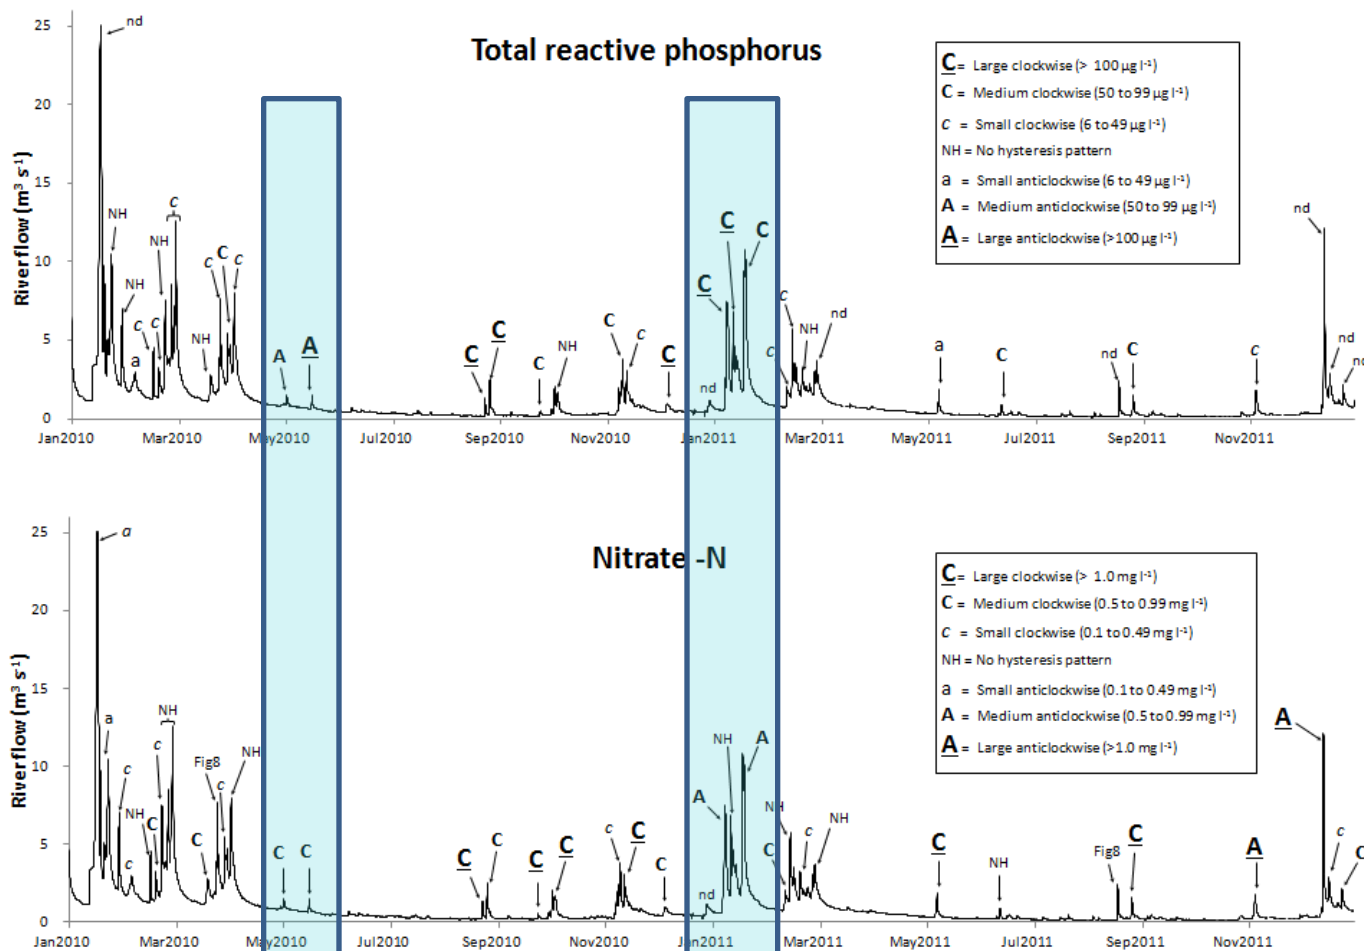 Total reactive phosphorus
Riverflow (m³ s⁻¹)
25
20
15
10
5
0
nd
NH
NH
a
c
c
NH
c
NH
c
C
c
A
A
C
C
C
NH
C
c
C
nd
C
C
C
c
c
NH
nd
a
C
nd
C
c
nd
nd
nd
Jan2010 Mar2010 May2010 Jul2010 Sep2010 Nov2010 Jan2011 Mar2011 May2011 Jul2011 Sep2011 Nov2011
C = Large clockwise (> 100 µg l⁻¹)
C = Medium clockwise (50 to 99 µg l⁻¹)
c = Small clockwise (6 to 49 µg l⁻¹)
NH = No hysteresis pattern
a = Small anticlockwise (6 to 49 µg l⁻¹)
A = Medium anticlockwise (50 to 99 µg l⁻¹)
A = Large anticlockwise (>100 µg l⁻¹)
Nitrate -N
Riverflow (m³ s⁻¹)
25
20
15
10
5
0
a
a
c
c
NH
C
c
NH
C
Fig8
c
NH
C
C
C
C
C
C
c
C
C
nd
A
NH
A
C
NH
c
NH
C
NH
Fig8
C
A
A
c
C
Jan2010 Mar2010 May2010 Jul2010 Sep2010 Nov2010 Jan2011 Mar2011 May2011 Jul2011 Sep2011 Nov2011
C = Large clockwise (> 1.0 mg l⁻¹)
C = Medium clockwise (0.5 to 0.99 mg l⁻¹)
c = Small clockwise (0.1 to 0.49 mg l⁻¹)
NH = No hysteresis pattern
a = Small anticlockwise (0.1 to 0.49 mg l⁻¹)
A = Medium anticlockwise (0.5 to 0.99 mg l⁻¹)
A = Large anticlockwise (>1.0 mg l⁻¹)